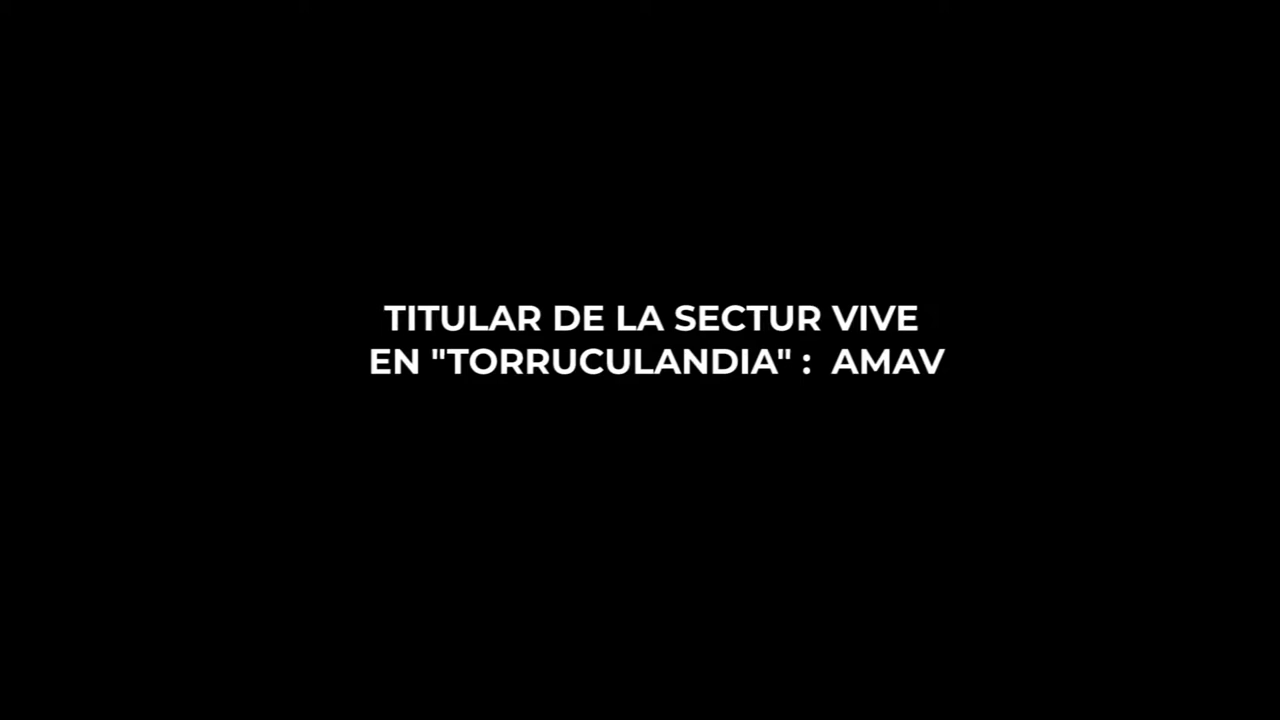 TITULAR DE LA SECTUR VIVE
EN "TORRUCULANDIA" :  AMAV